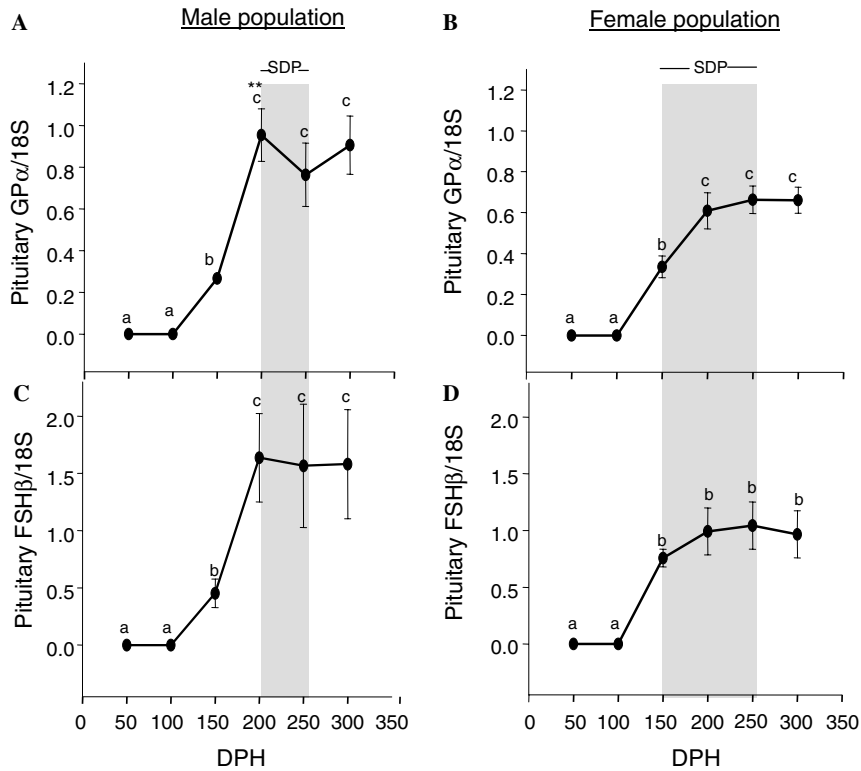 A
Male population
B
Female population
SDP
SDP
Pituitary GPα/18S
1.2
1.0
0.8
0.6
0.4
0.2
0.0
a
a
b
**
c
c
c
Pituitary GPα/18S
1.2
1.0
0.8
0.6
0.4
0.2
0.0
a
a
b
c
c
c
C
Pituitary FSHβ/18S
2.0
1.5
1.0
0.5
0.0
a
a
b
c
c
c
0 50 100 150 200 250 300 350
DPH
D
Pituitary FSHβ/18S
2.0
1.5
1.0
0.5
0.0
a
a
b
b
b
b
0 50 100 150 200 250 300 350
DPH